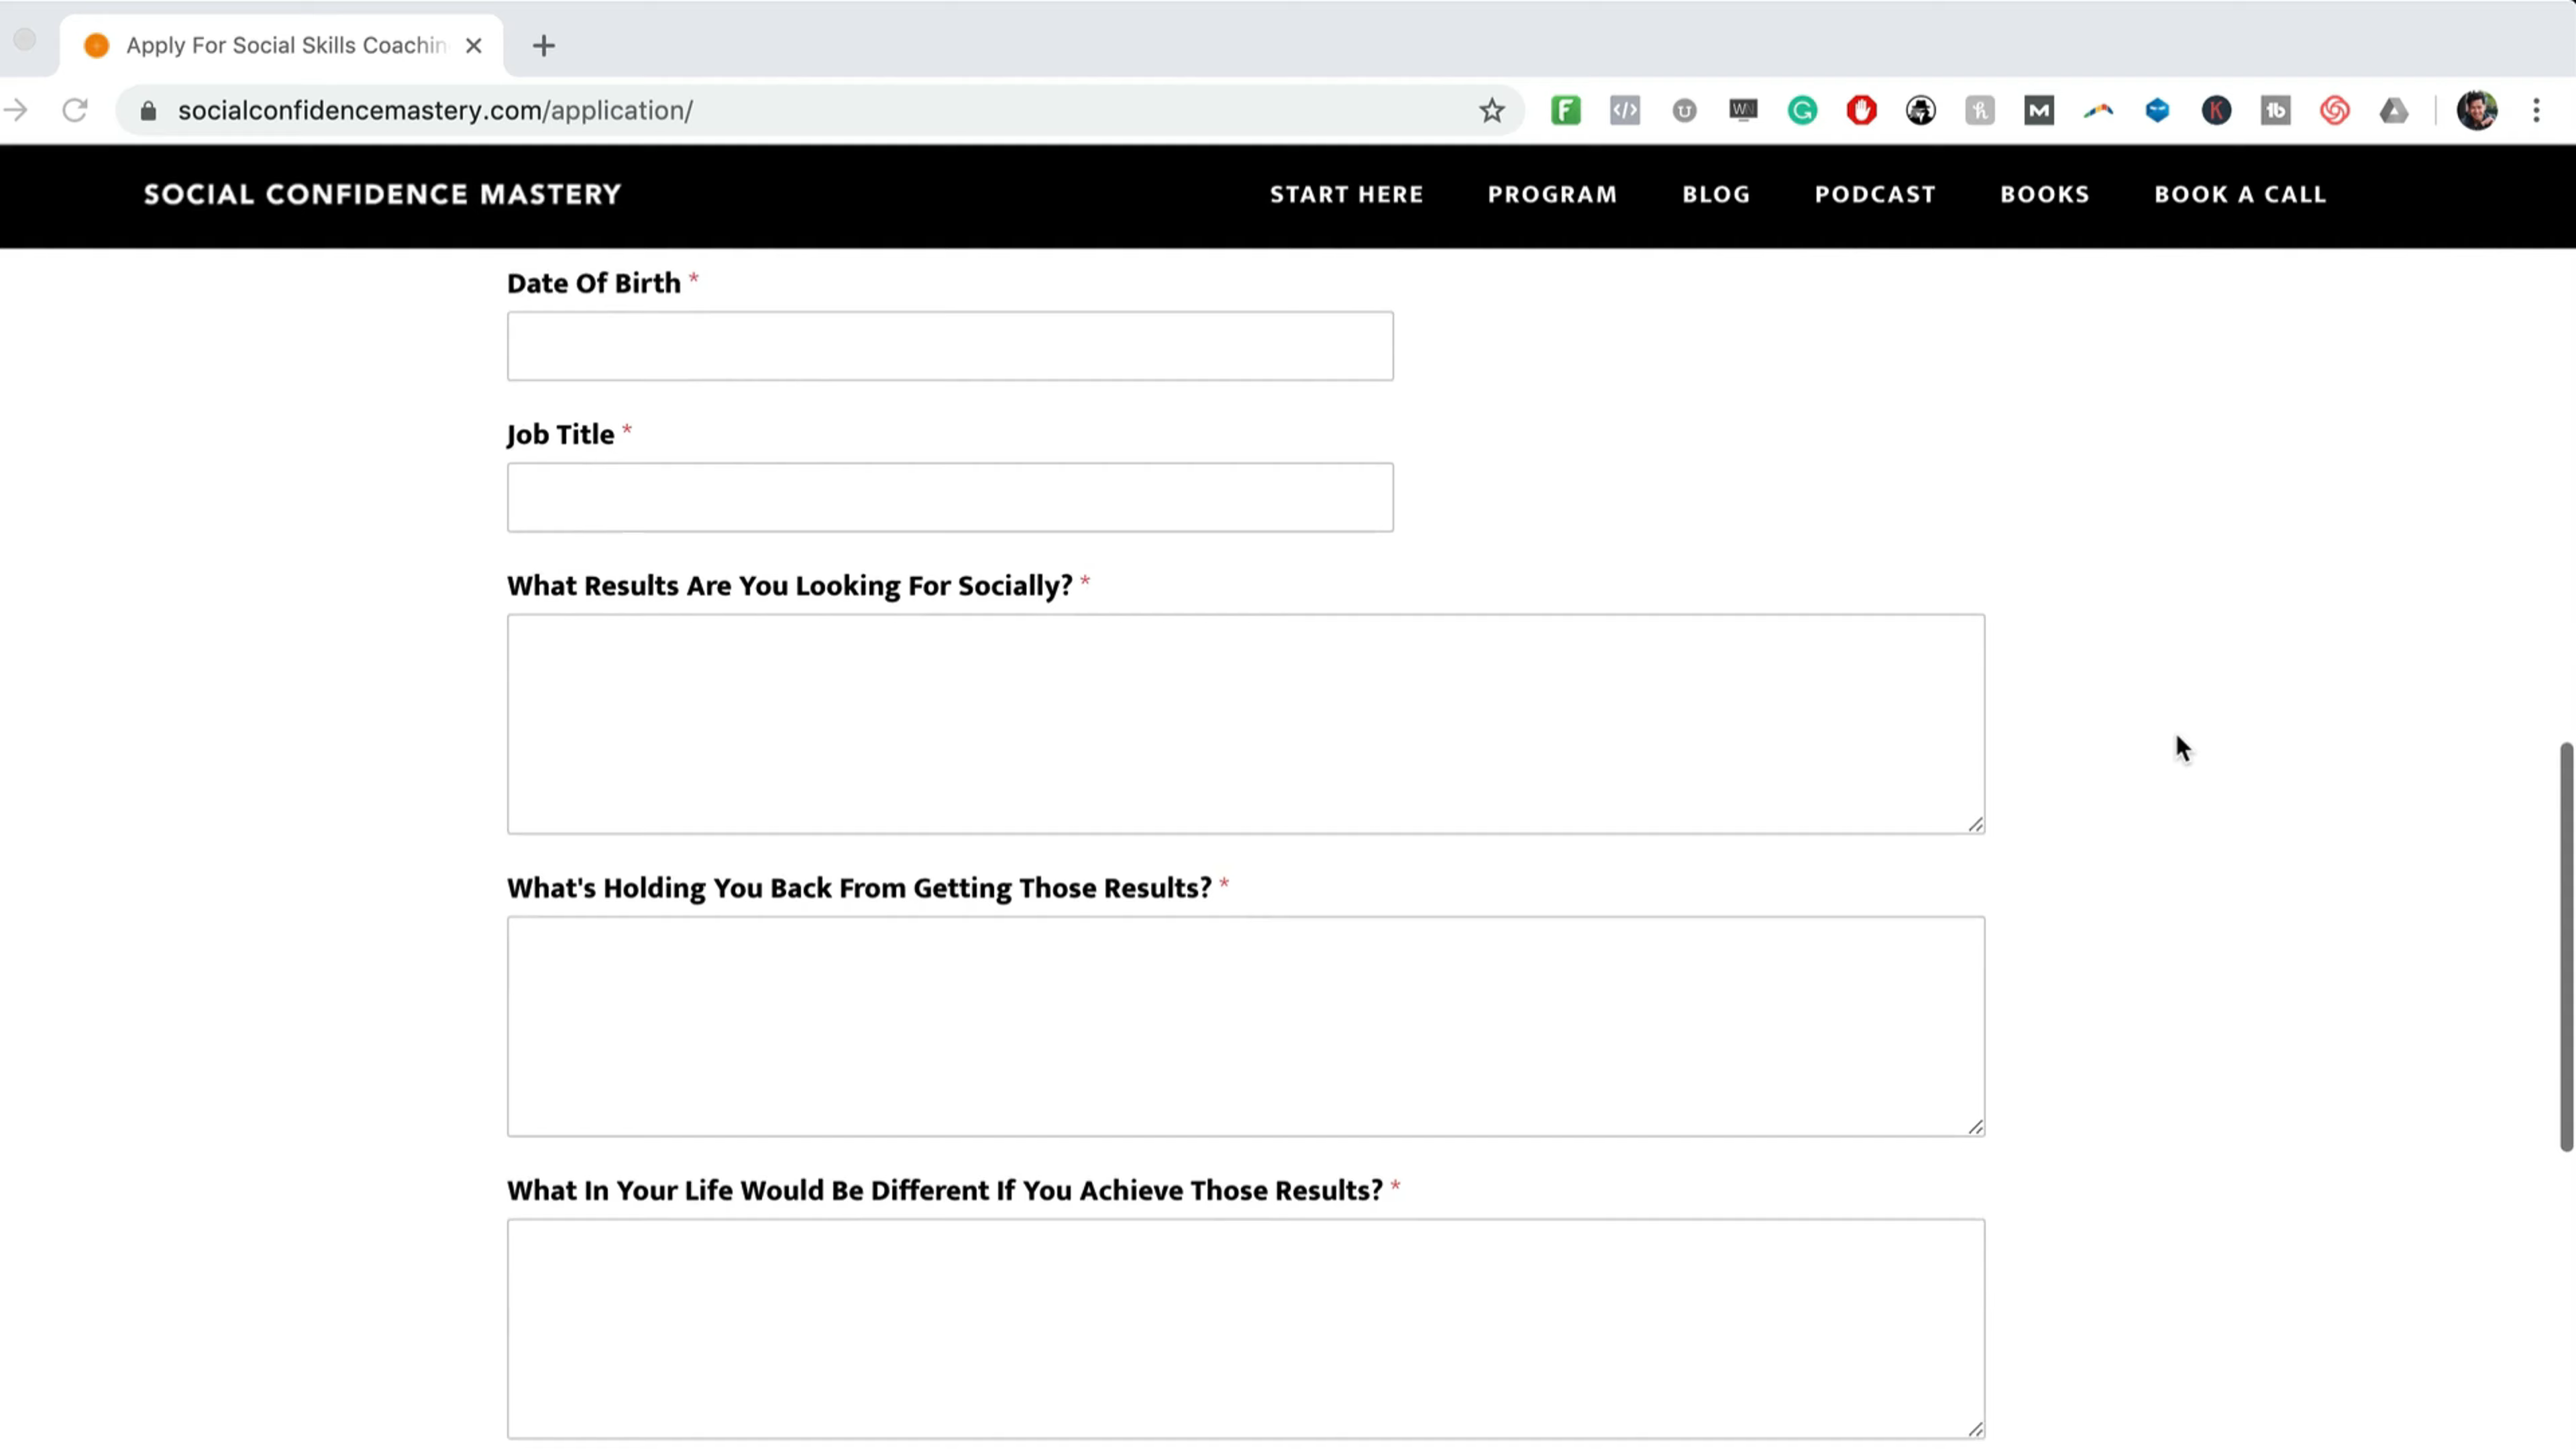 Apply For Social Skills Coachin
socialconfidencemastery.com/application/
SOCIAL CONFIDENCE MASTERY
START HERE
PROGRAM
BLOG
PODCAST
BOOKS
BOOK A CALL
Date Of Birth *
Job Title *
What Results Are You Looking For Socially? *
What's Holding You Back From Getting Those Results? *
What In Your Life Would Be Different If You Achieve Those Results? *